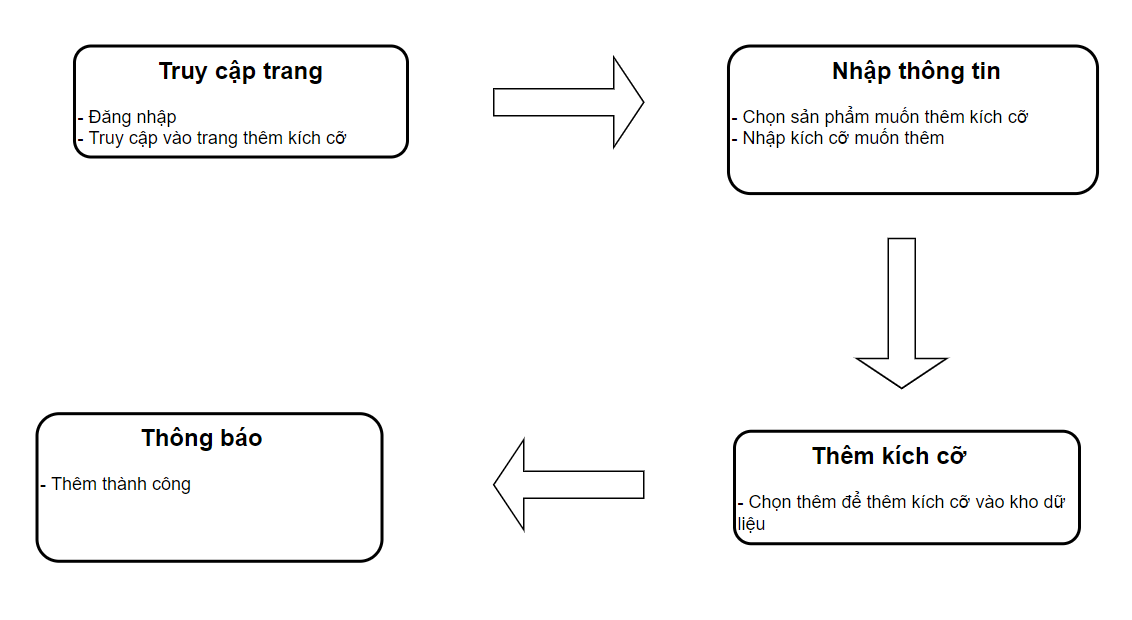 Truy cập trang
- Đăng nhập
- Truy cập vào trang thêm kích cỡ
Nhập thông tin
- Chọn sản phẩm muốn thêm kích cỡ
- Nhập kích cỡ muốn thêm
Thêm kích cỡ
- Chọn thêm để thêm kích cỡ vào kho dữ
liệu
Thông báo
- Thêm thành công